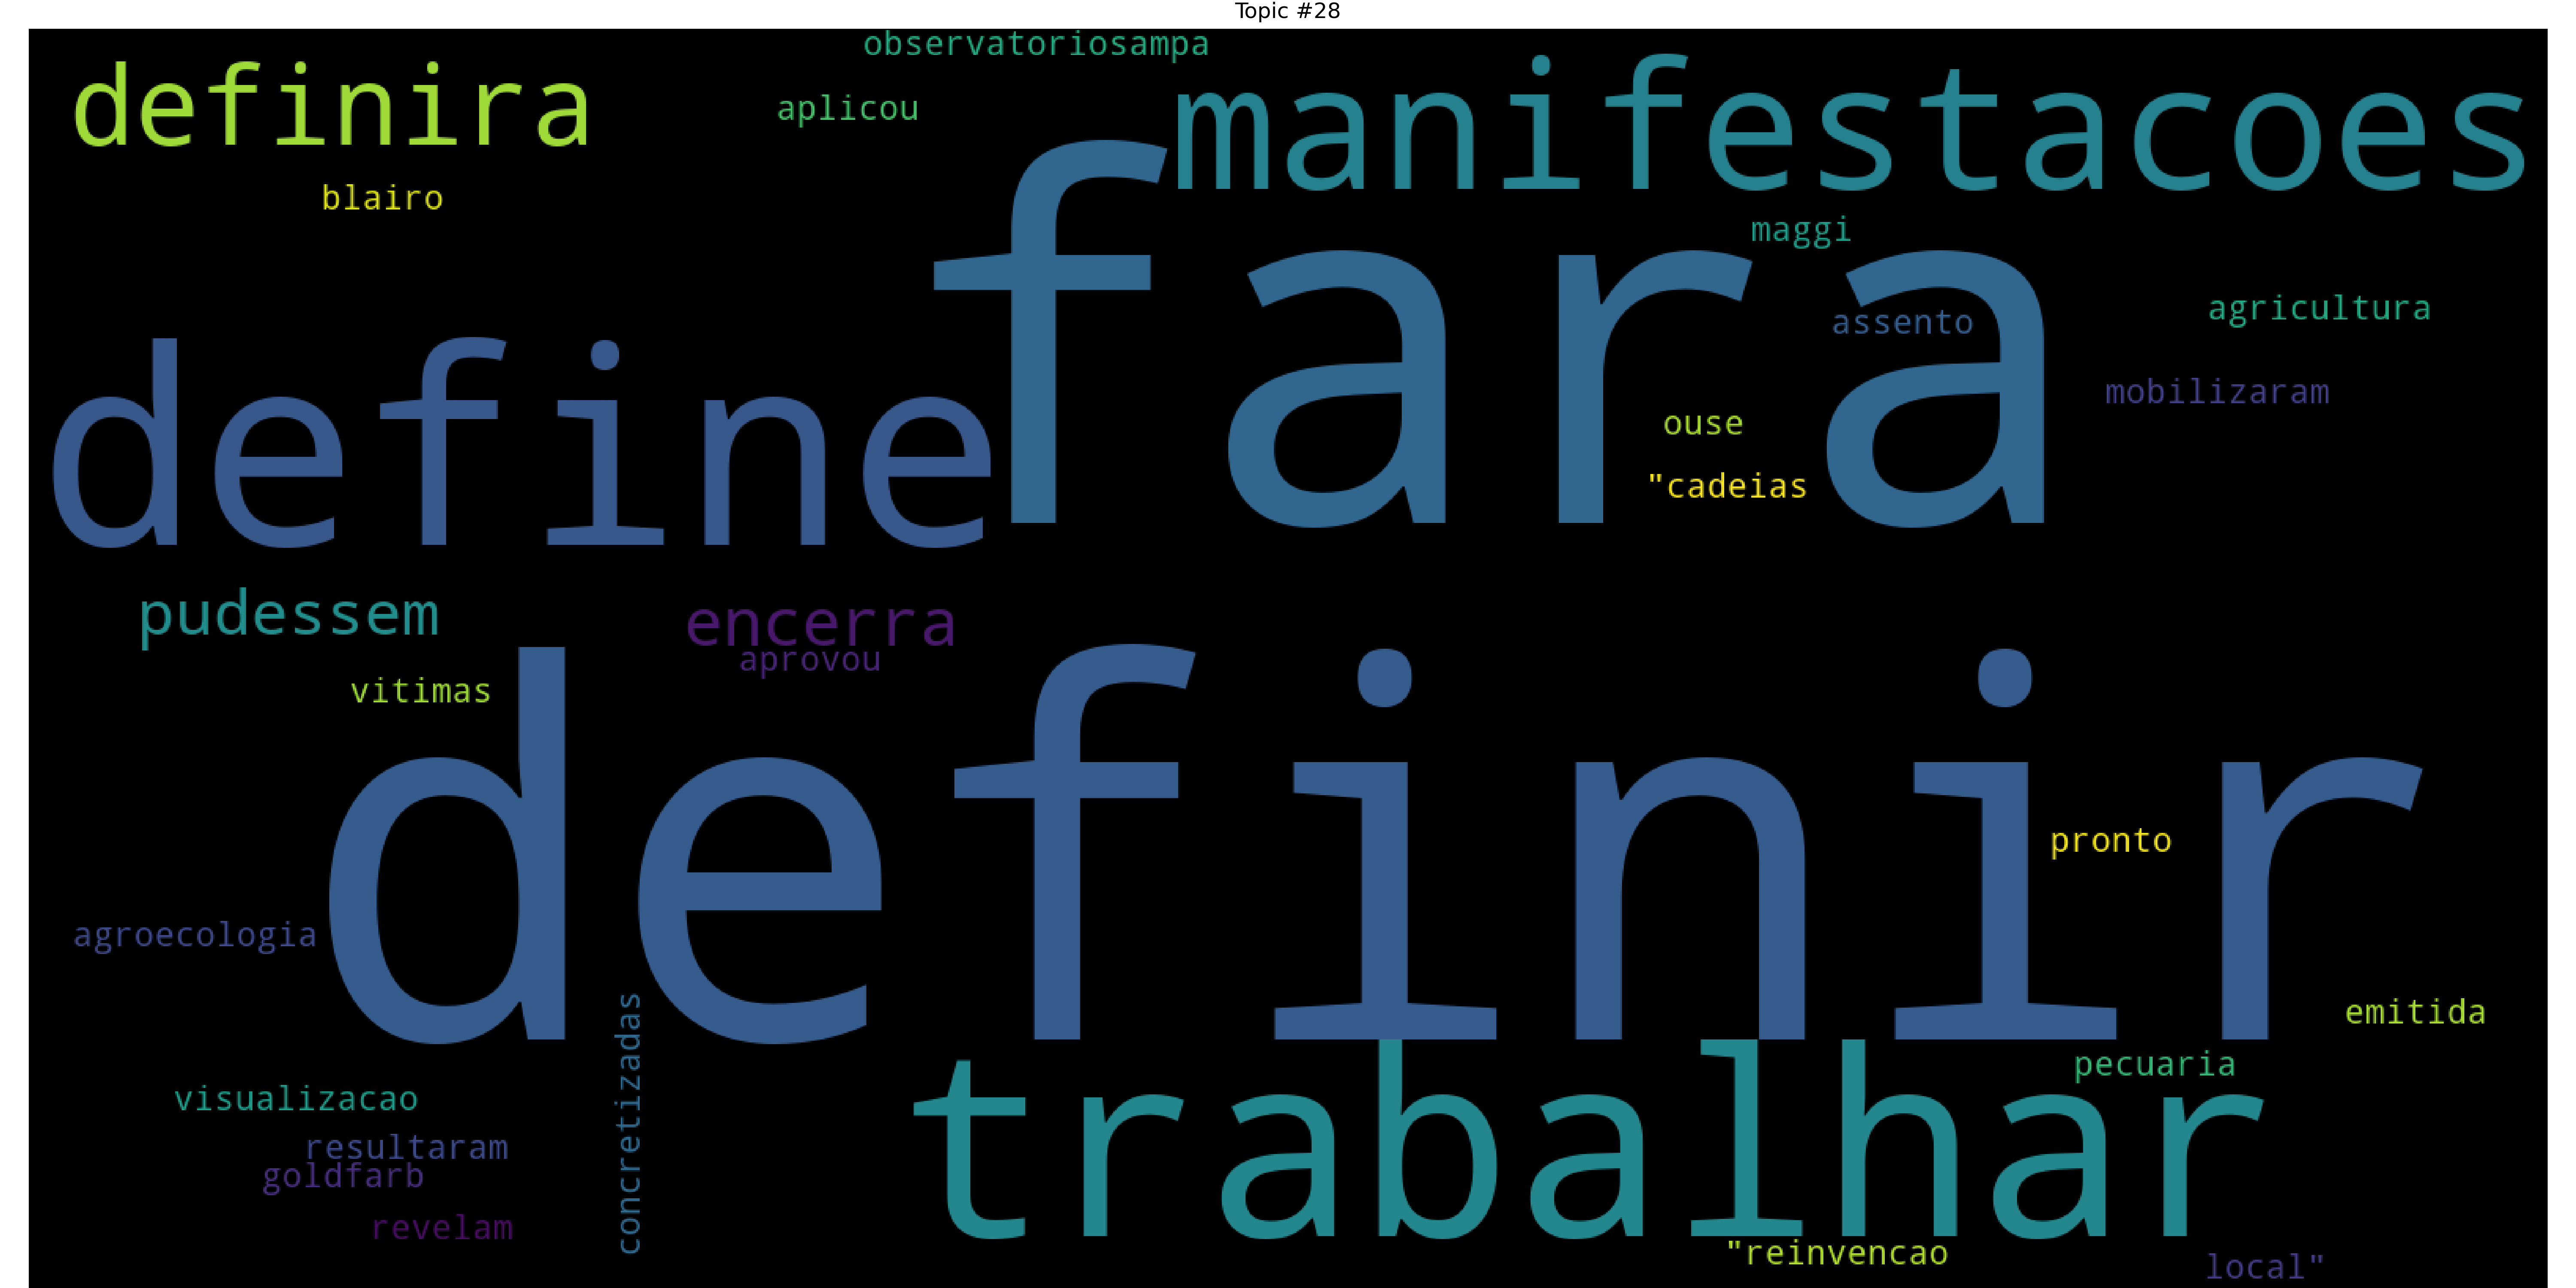 Topic #28
observatoriosampa
definira
aplicou
manifestacoes
blairo
maggi
fara
assento
agricultura
mobilizaram
define
ouse
"cadeias
pudessem
encerra
aprovou
vitimas
definir
pronto
agroecologia
emitida
concretizadas
trabalhar
pecuaria
visualizacao
resultaram
goldfarb
revelam
"reinvencao
local"